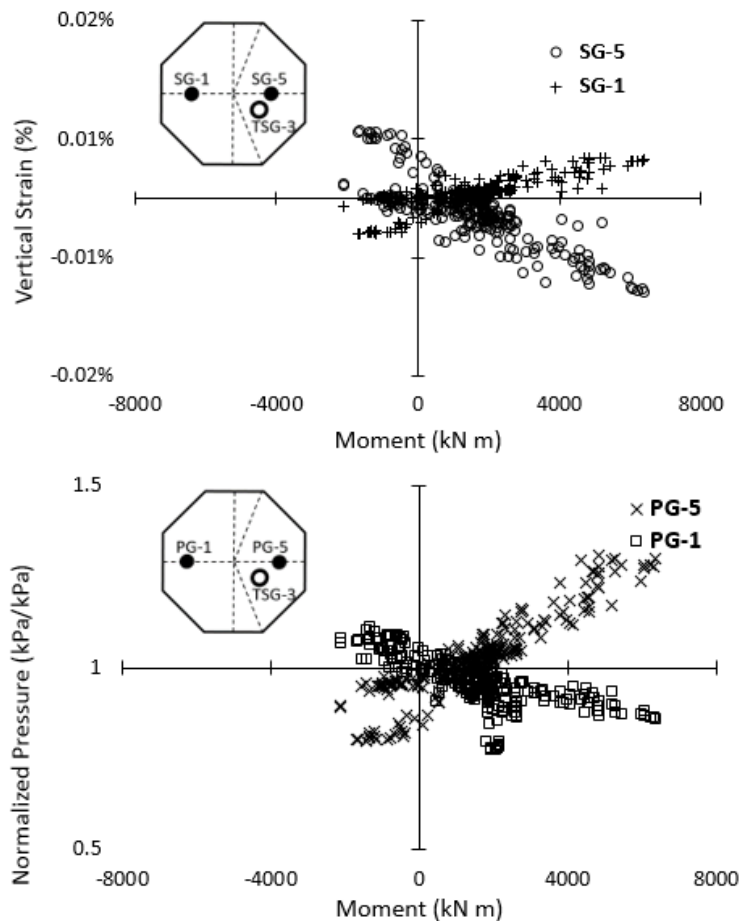 0.02%
SG-5
SG-1
SG-1 SG-5
TSG-3
0.01%
Vertical Strain (%)
-0.01%
-0.02%
-8000 -4000 0 4000 8000
Moment (kN m)
1.5
PG-5
PG-1
PG-1 PG-5
TSG-3
Normalized Pressure (kPa/kPa)
1
0.5
-8000 -4000 0 4000 8000
Moment (kN m)